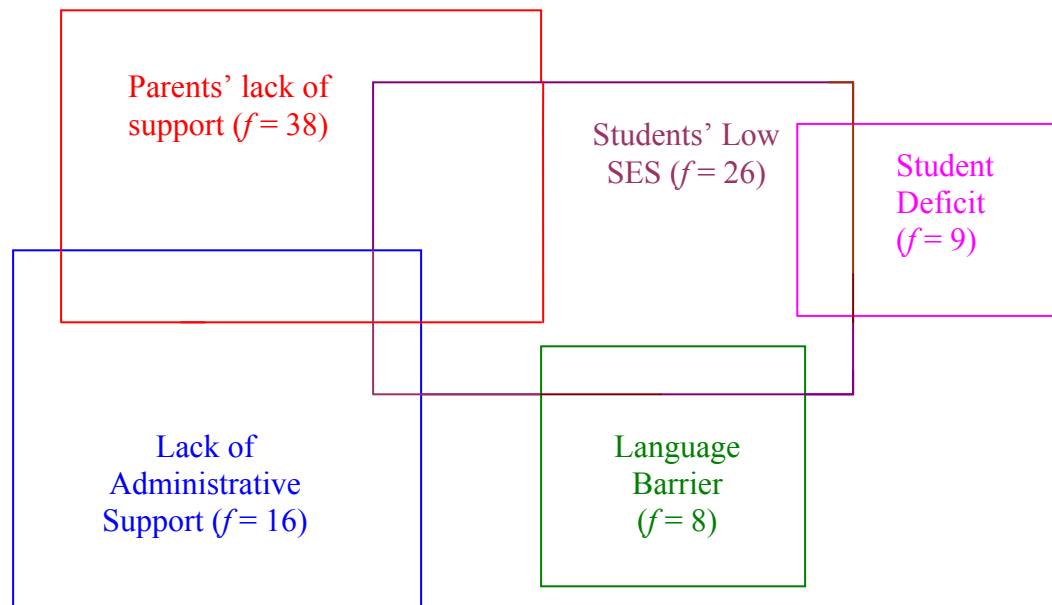 Parents’ lack of
support (f = 38)
Students’ Low
SES (f = 26)
Student
Deficit
(f = 9)
Lack of
Administrative
Support (f = 16)
Language
Barrier
(f = 8)